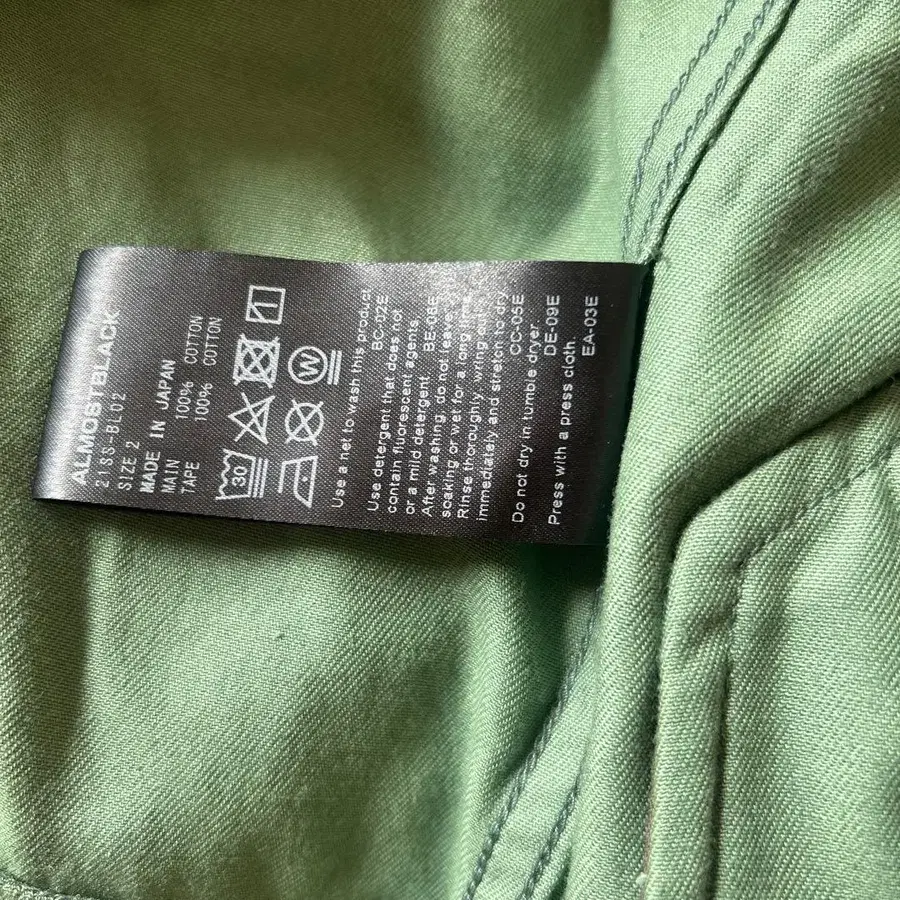 ALMOSTBLACK
21SS-BL02
SIZE 2
MADE IN JAPAN
MAIN 100% COTTON
TAPE 100% COTTON
30
W
Use a net to wash this product
BC-02E
Use detergent that does not
contain fluorescent agents.
or a mild detergent BE-06E
After washing, do not leave
soaking or wet for a long time.
Rinse thoroughly, wring out
immediately and stretch to dry.
CC-05E
Do not dry in tumble dryer
DE-09E
Press with a press cloth.
EA-03E